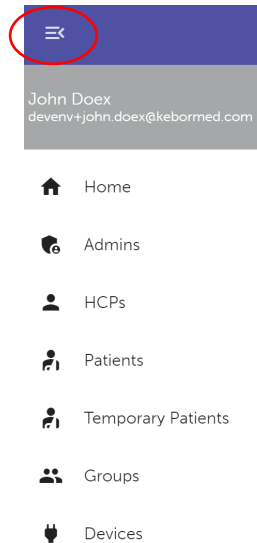 John Doex
devenv+john.doex@kebormed.com
Home
Admins
HCPs
Patients
Temporary Patients
Groups
Devices